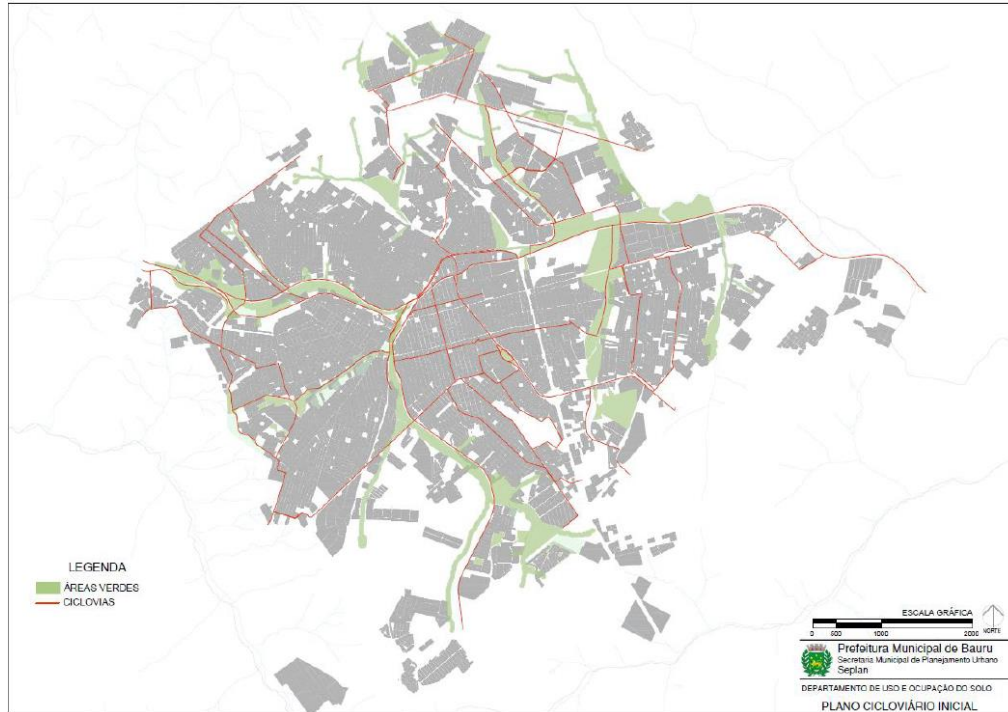 LEGENDA
ÁREAS VERDES
CICLOVIAS
ESCALA GRÁFICA
NORTE
0 500 1000 2000
Prefeitura Municipal de Bauru
Secretaria Municipal de Planejamento Urbano
Seplan
DEPARTAMENTO DE USO E OCUPAÇÃO DO SOLO
PLANO CICLOVIÁRIO INICIAL